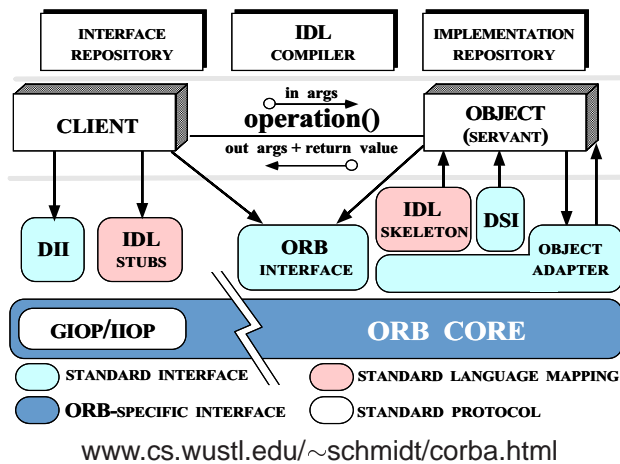 INTERFACE
REPOSITORY
IDL
COMPILER
IMPLEMENTATION
REPOSITORY
CLIENT
in args
operation()
out args + return value
OBJECT
(SERVANT)
DII
IDL
STUBS
ORB
INTERFACE
IDL
SKELETON
DSI
OBJECT
ADAPTER
GIOP/IIOP
ORB CORE
STANDARD INTERFACE
STANDARD LANGUAGE MAPPING
ORB-SPECIFIC INTERFACE
STANDARD PROTOCOL
www.cs.wustl.edu/∼schmidt/corba.html